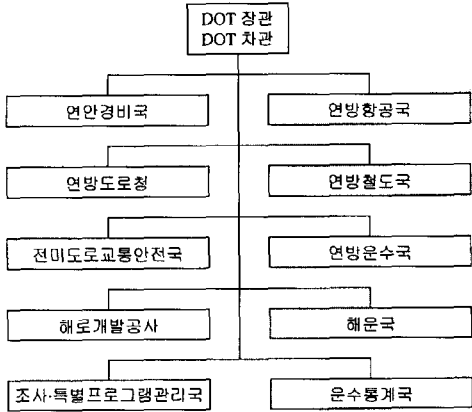 DOT 장관
DOT 차관
연안경비국
연방항공국
연방도로청
연방철도국
전미도로교통안전국
연방운수국
해로개발공사
해운국
조사·특별프로그램관리국
운수통계국